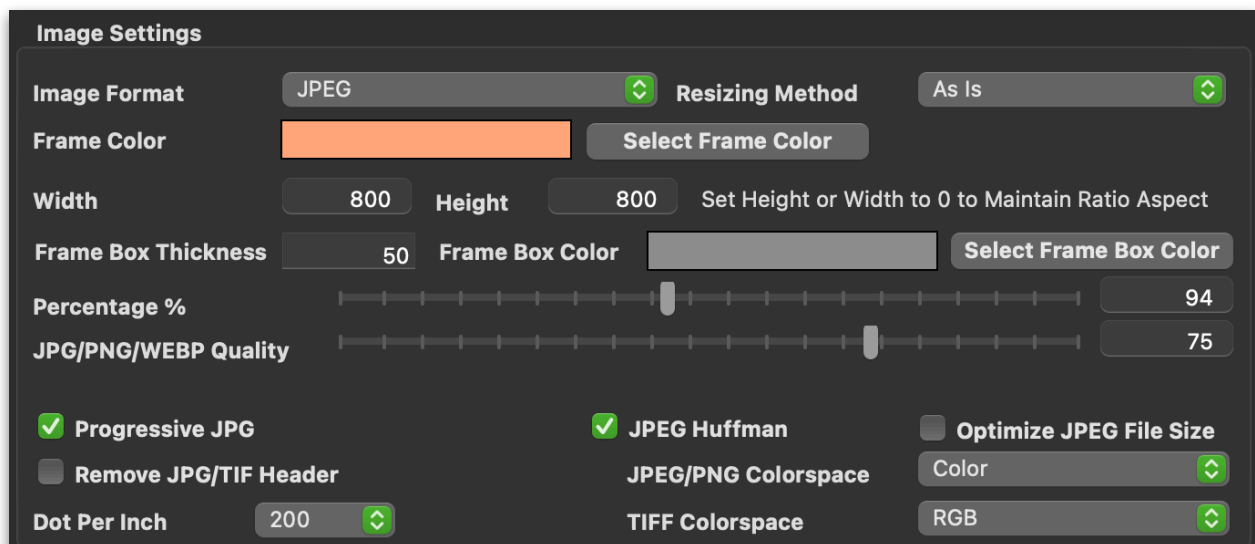 Image Settings
Image Format JPEG Resizing Method As Is
Frame Color Select Frame Color
Width 800 Height 800 Set Height or Width to 0 to Maintain Ratio Aspect
Frame Box Thickness 50 Frame Box Color Select Frame Box Color
Percentage % 94
JPG/PNG/WEBP Quality 75
Progressive JPG JPEG Huffman Optimize JPEG File Size
Remove JPG/TIF Header JPEG/PNG Colorspace Color
Dot Per Inch 200 TIFF Colorspace RGB